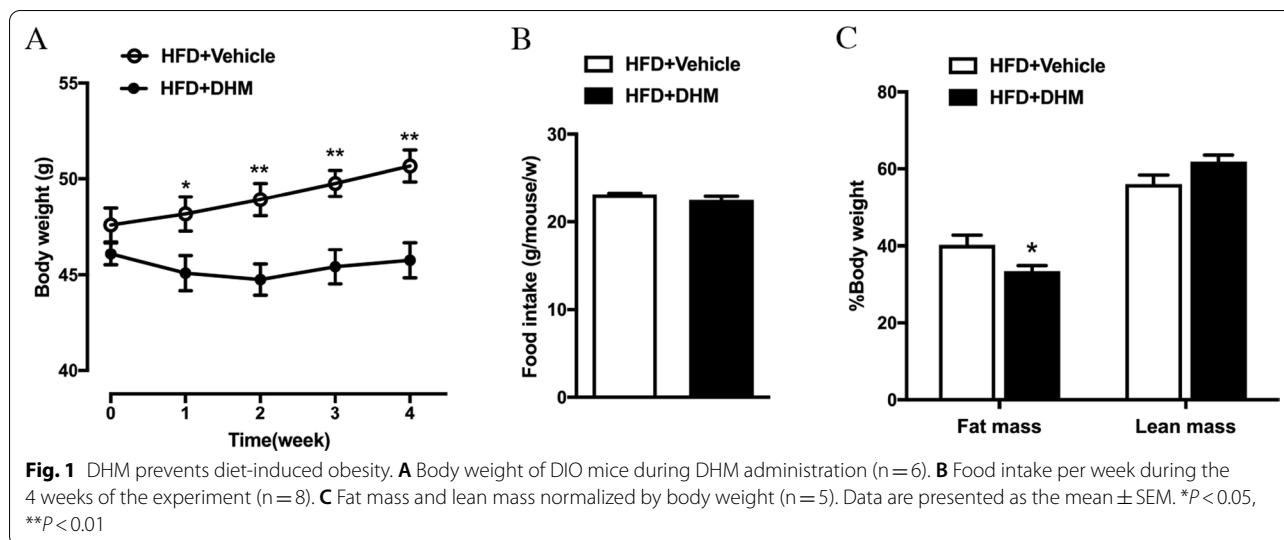 A
HFD+Vehicle
HFD+DHM
55
50
45
40
Body weight (g)
*
**
**
**
0 1 2 3 4
Time(week)
B
HFD+Vehicle
HFD+DHM
30
20
10
0
Food intake (g/mouse/w)
C
HFD+Vehicle
HFD+DHM
80
60
40
20
0
%Body weight
*
Fat mass Lean mass
Fig. 1 DHM prevents diet-induced obesity. A Body weight of DIO mice during DHM administration (n = 6). B Food intake per week during the
4 weeks of the experiment (n = 8). C Fat mass and lean mass normalized by body weight (n = 5). Data are presented as the mean ± SEM. *P < 0.05,
**P < 0.01